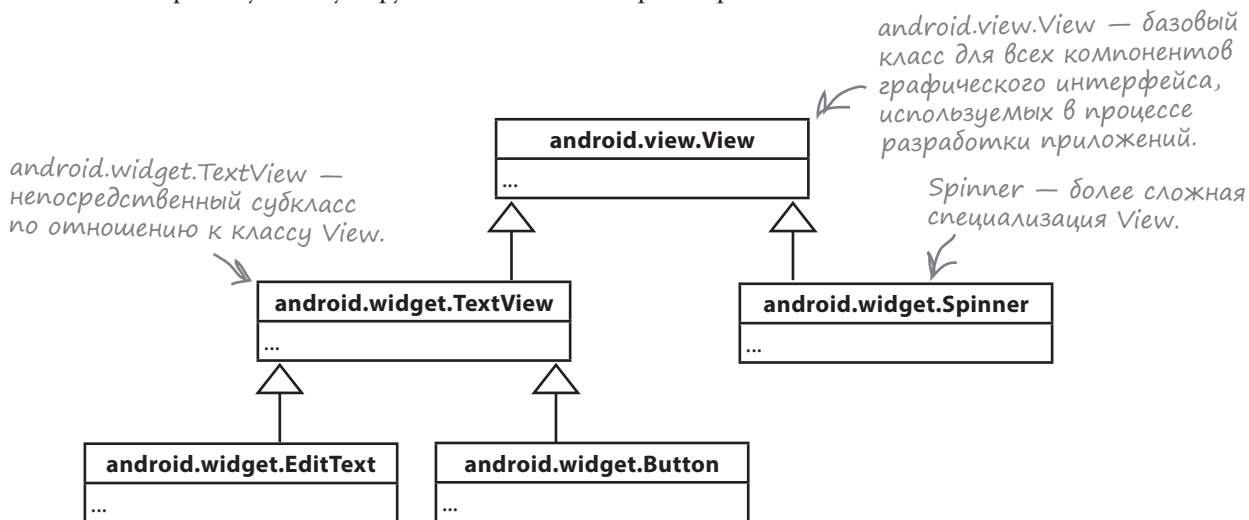 android.view.View — базовый
класс для всех компонентов
графического интерфейса,
используемых в процессе
разработки приложений.
android.view.View
...
android.widget.TextView —
непосредственный субкласс
по отношению к классу View.
Spinner — более сложная
специализация View.
android.widget.TextView
...
android.widget.Spinner
...
android.widget.EditText
...
android.widget.Button
...